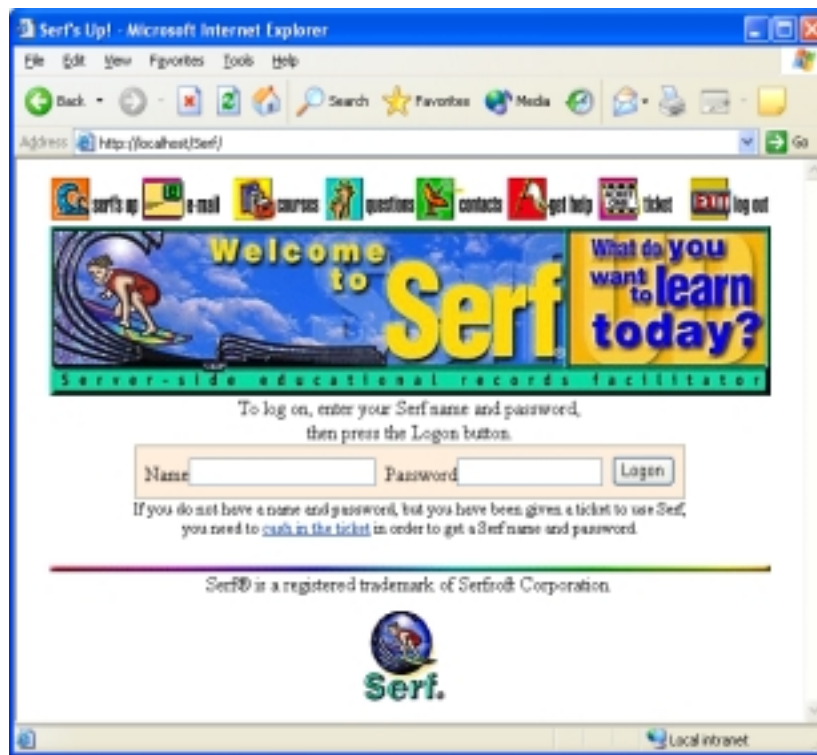 Serf's Up! - Microsoft Internet Explorer
File Edit View Favorites Tools Help
Back Search Favorites Media
Address http://localhost/Serf/ Go
serf's up e-mail courses questions contacts get help ticket EXIT log out
Welcome to Serf
What do you want to learn today?
Server-side educational records facilitator
To log on, enter your Serf name and password,
then press the Logon button.
Name Password Logon
If you do not have a name and password, but you have been given a ticket to use Serf,
you need to cash in the ticket in order to get a Serf name and password.
Serf® is a registered trademark of Serfsoft Corporation.
Serf.
Local intranet